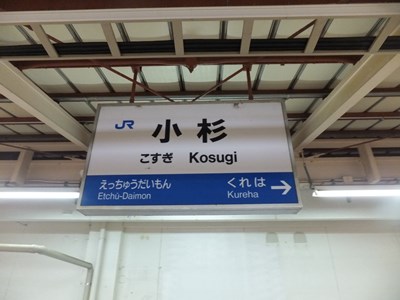 JR 小杉
こすぎ Kosugi
えっちゅうだいもん くれは →
Etchū-Daimon Kureha